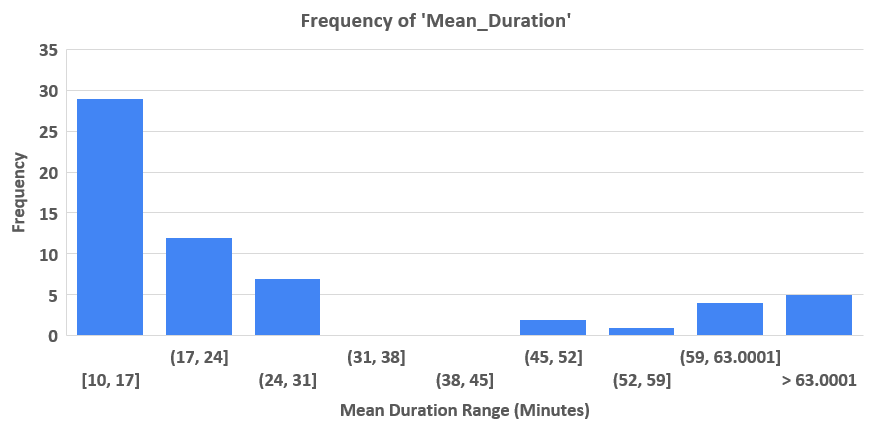 Frequency of 'Mean_Duration'
35
30
25
20
15
10
5
0
Frequency
(17, 24] (31, 38] (45, 52] (59, 63.0001]
[10, 17] (24, 31] (38, 45] (52, 59] > 63.0001
Mean Duration Range (Minutes)